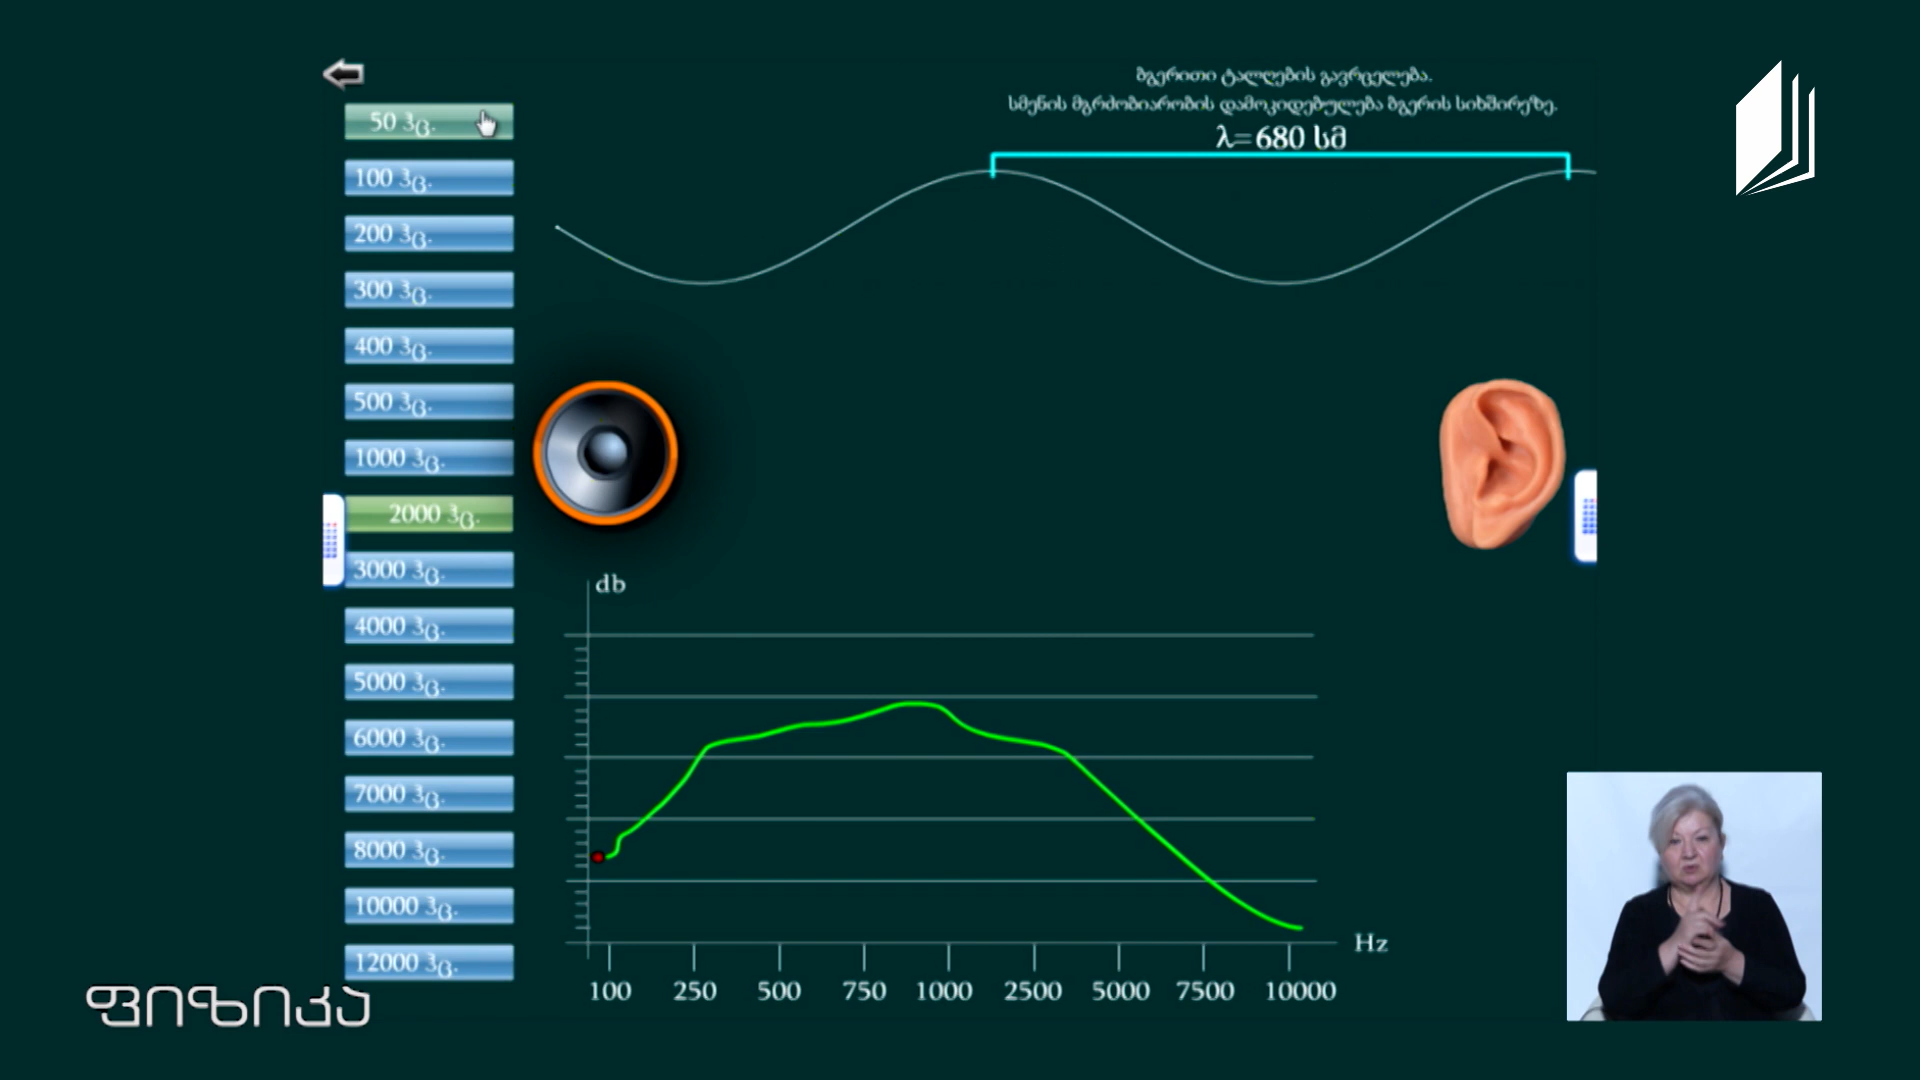 ბგერითი ტალღების გავრცელება.
სმენის მგრძობიარობის დამოკიდებულება ბგერის სიხშირეზე.
λ=680 სმ
50 ჰც.
100 ჰც.
200 ჰც.
300 ჰც.
400 ჰც.
500 ჰც.
1000 ჰც.
2000 ჰც.
3000 ჰც.
4000 ჰც.
5000 ჰც.
6000 ჰც.
7000 ჰც.
8000 ჰც.
10000 ჰც.
12000 ჰც.
db
Hz
100 250 500 750 1000 2500 5000 7500 10000
ფიზიკა